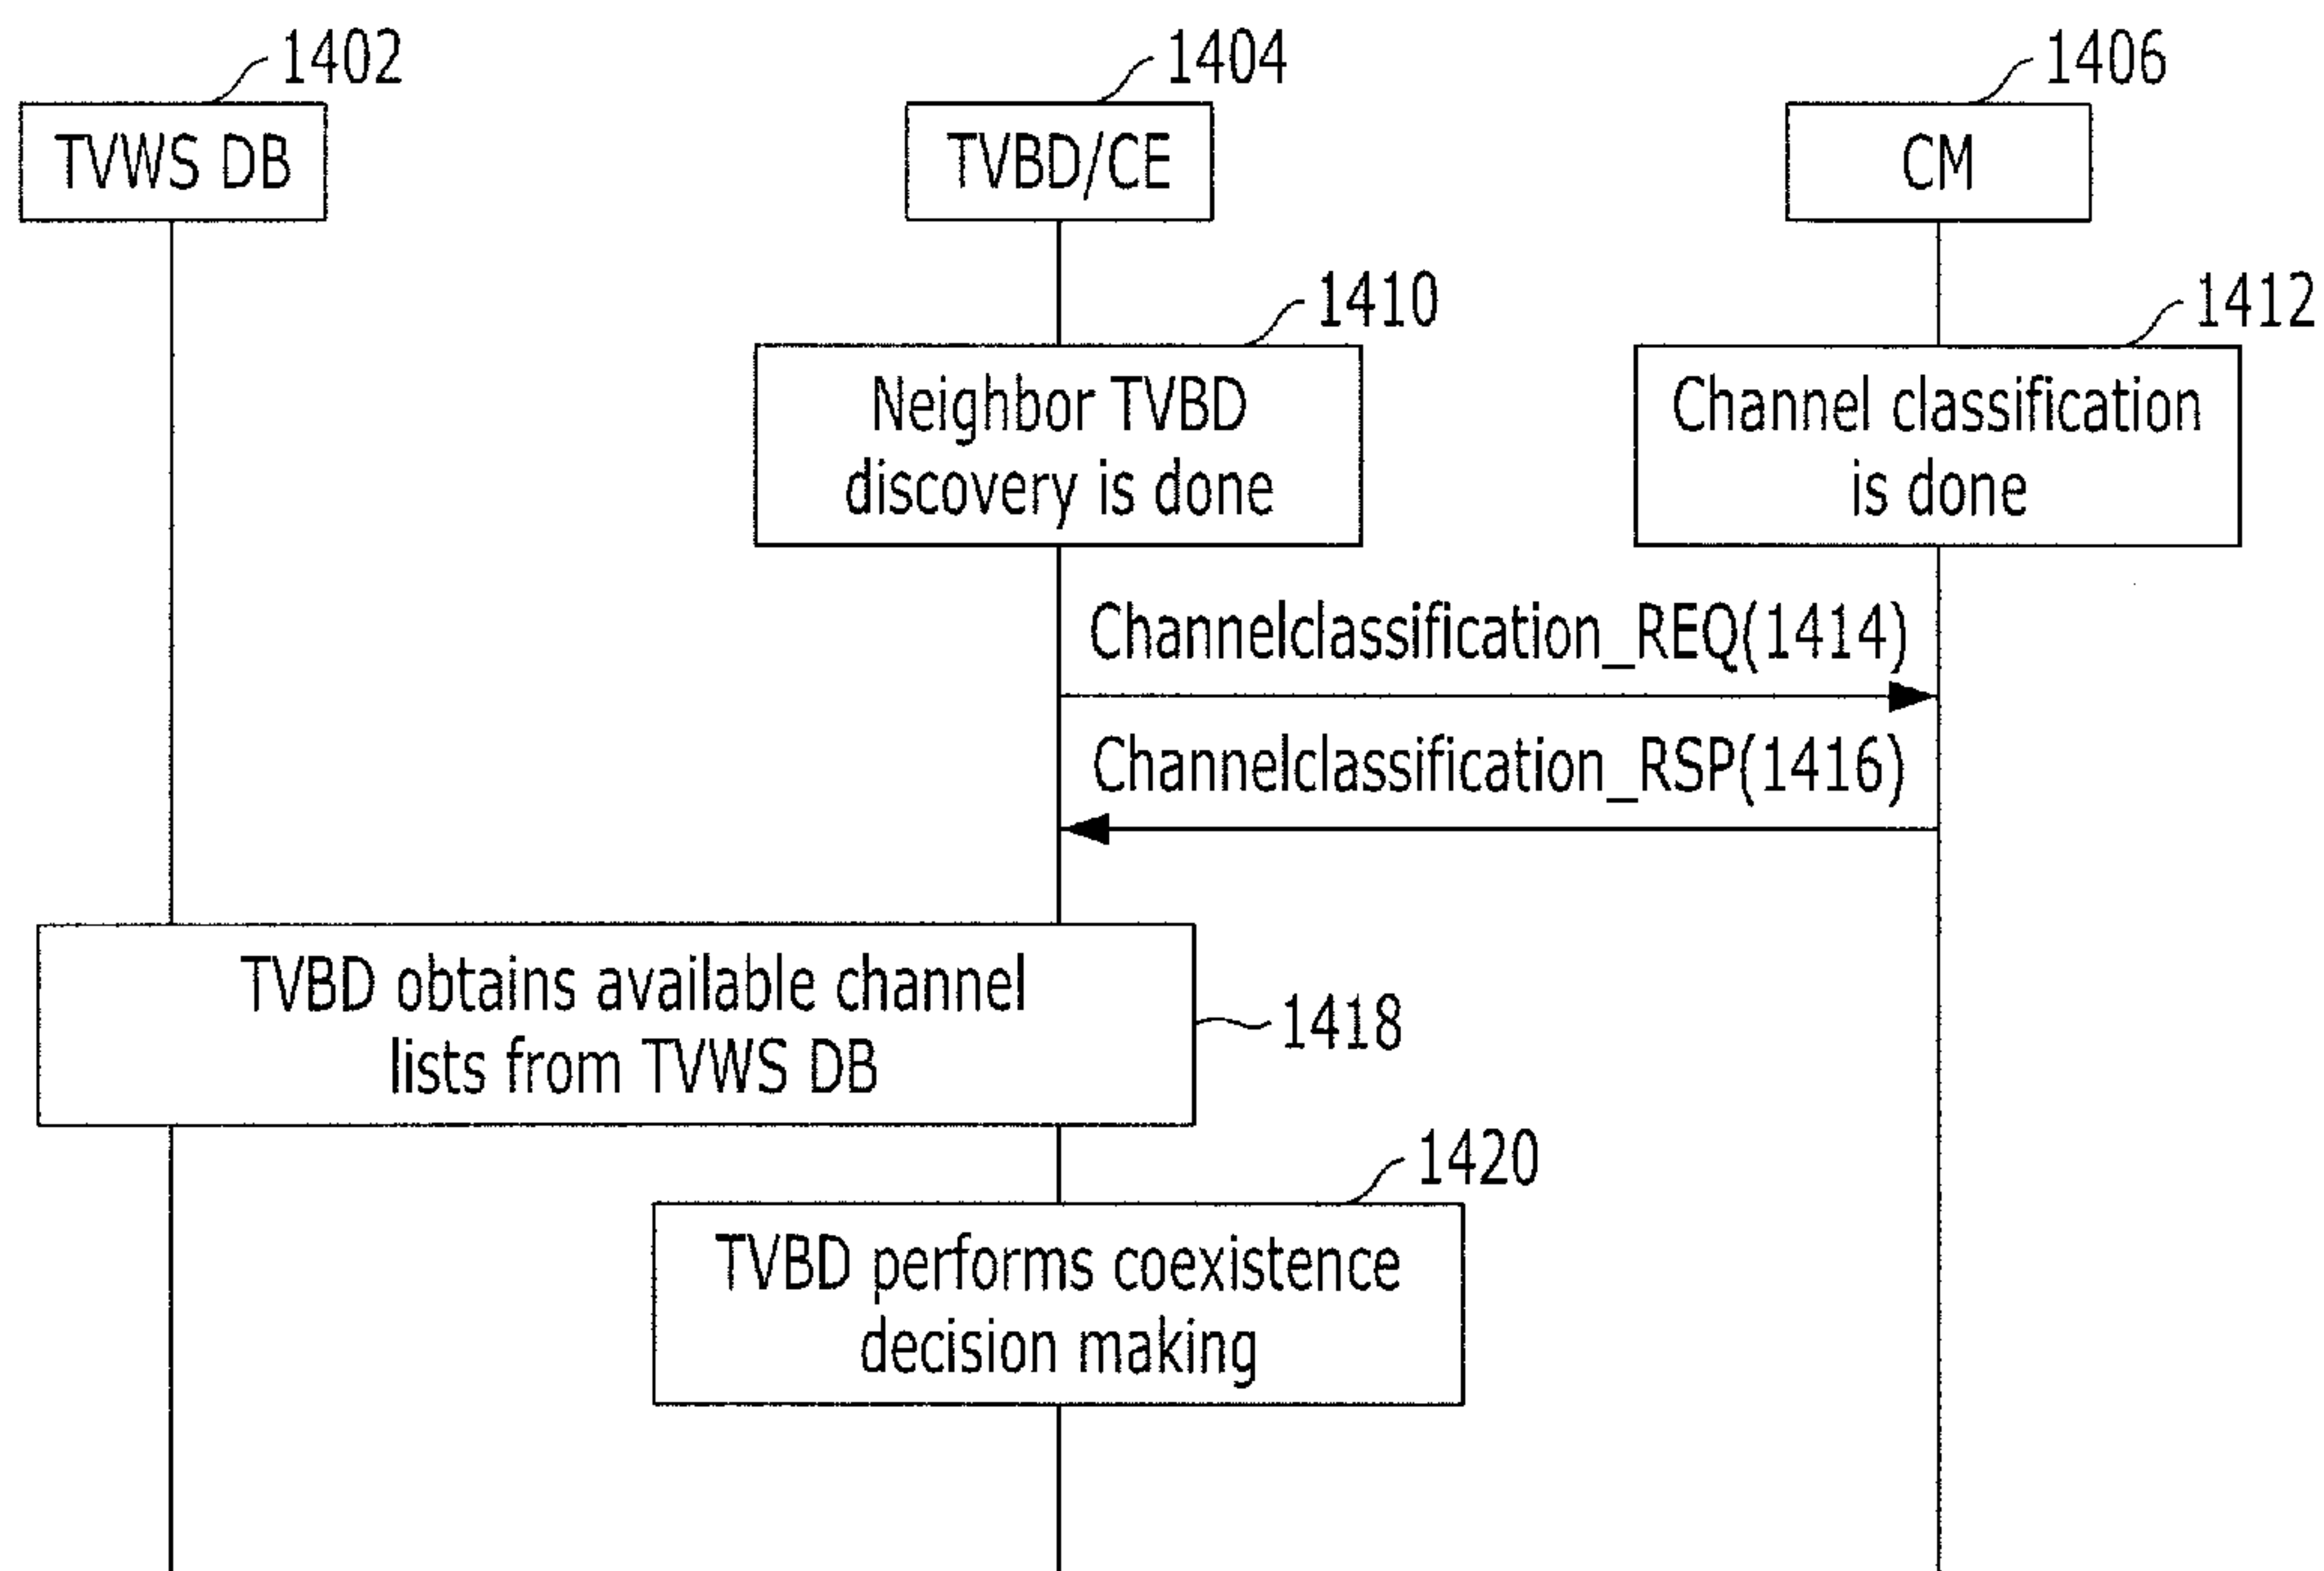 1402
1404
1406
TVWS DB
TVBD/CE
CM
1410
1412
Neighbor TVBD
discovery is done
Channel classification
is done
Channelclassification_REQ(1414)
Channelclassification_RSP(1416)
TVBD obtains available channel
lists from TVWS DB
1418
1420
TVBD performs coexistence
decision making